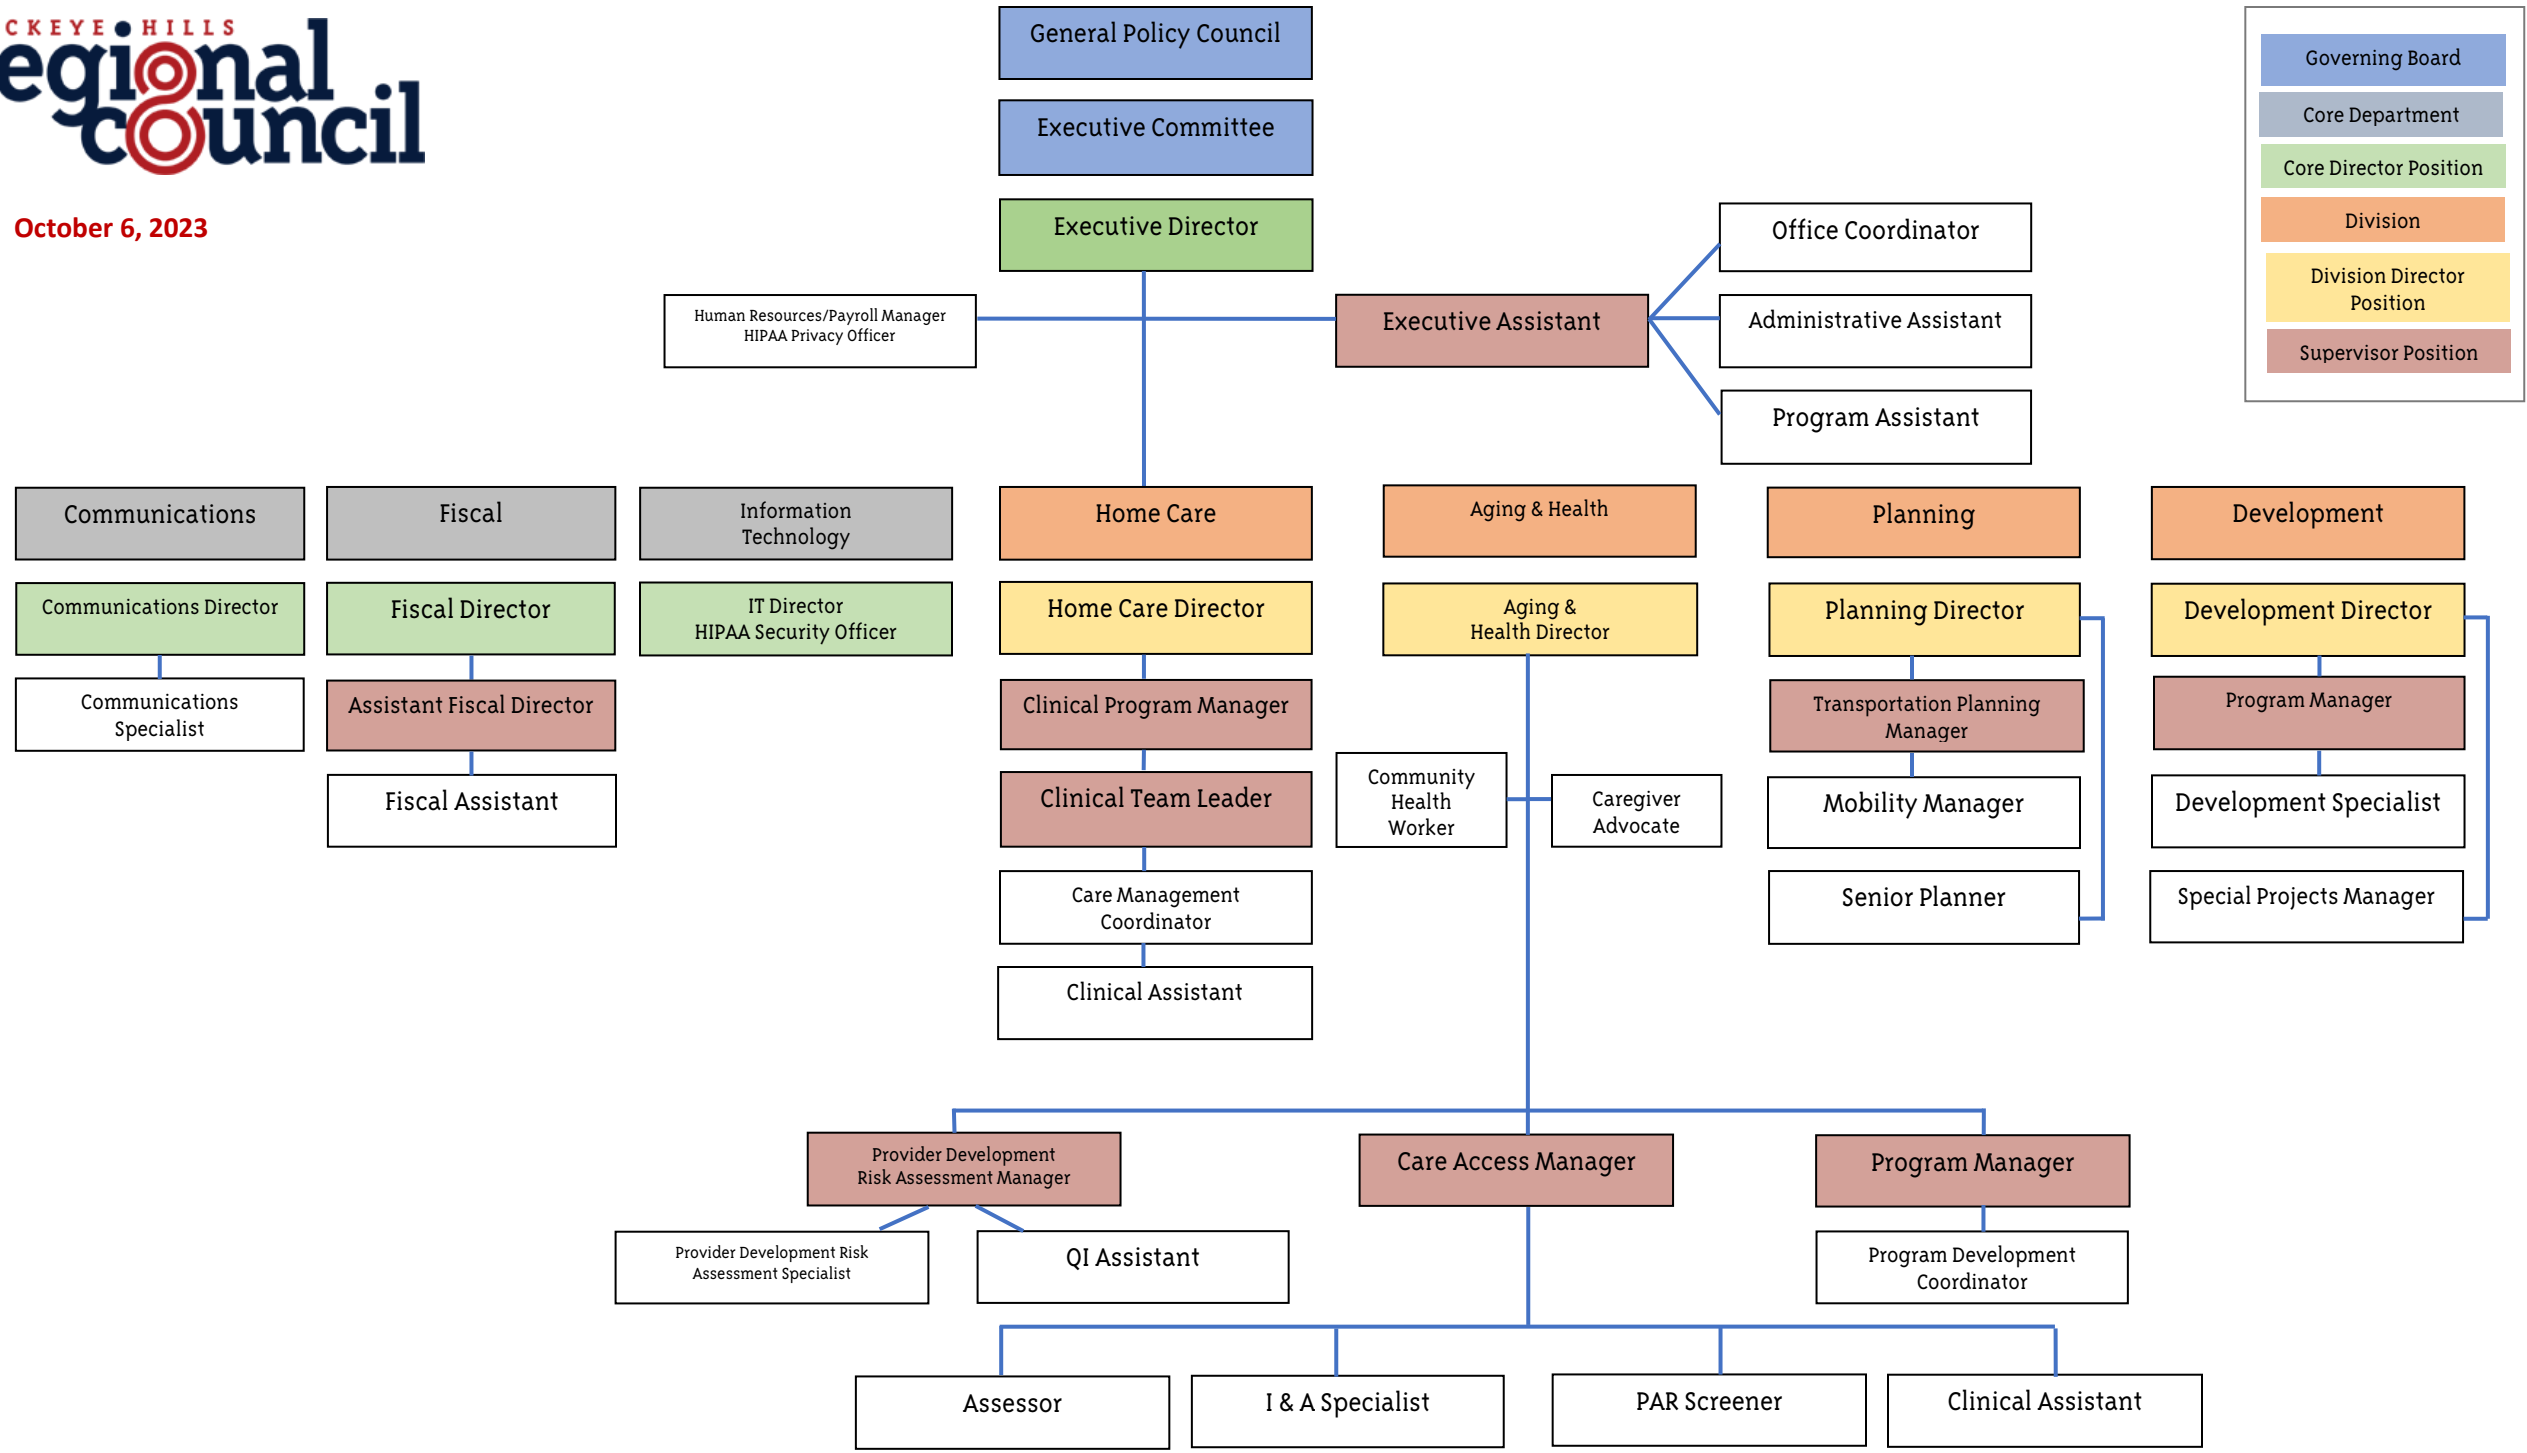 CKEYE HILLS
egional
council
October 6, 2023
General Policy Council
Executive Committee
Executive Director
Governing Board
Core Department
Core Director Position
Division
Division Director
Position
Supervisor Position
Office Coordinator
Human Resources/Payroll Manager
HIPAA Privacy Officer
Executive Assistant
Administrative Assistant
Program Assistant
Communications
Fiscal
Information
Technology
Home Care
Aging & Health
Planning
Development
Communications Director
Fiscal Director
IT Director
HIPAA Security Officer
Home Care Director
Aging &
Health Director
Planning Director
Development Director
Communications
Specialist
Assistant Fiscal Director
Clinical Program Manager
Transportation Planning
Manager
Program Manager
Fiscal Assistant
Clinical Team Leader
Community
Health
Worker
Caregiver
Advocate
Mobility Manager
Development Specialist
Care Management
Coordinator
Senior Planner
Special Projects Manager
Clinical Assistant
Provider Development
Risk Assessment Manager
Care Access Manager
Program Manager
Provider Development Risk
Assessment Specialist
QI Assistant
Program Development
Coordinator
Assessor
I & A Specialist
PAR Screener
Clinical Assistant